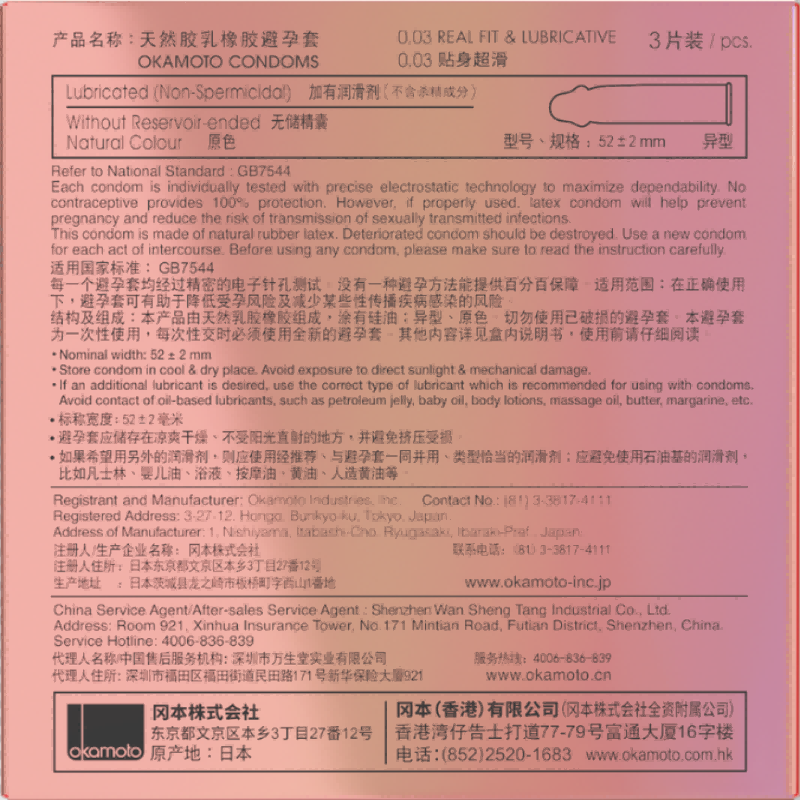 产品名称：天然胶乳橡胶避孕套 0.03 REAL FIT & LUBRICATIVE 3片装 / pcs.
OKAMOTO CONDOMS 0.03 贴身超滑
Lubricated (Non-Spermicidal) 加有润滑剂(不含杀精成分)
Without Reservoir-ended 无储精囊
Natural Colour 原色 型号、规格：52±2mm 异型
Refer to National Standard : GB7544
Each condom is individually tested with precise electrostatic technology to maximize dependability. No
contraceptive provides 100% protection. However, if properly used, latex condom will help prevent
pregnancy and reduce the risk of transmission of sexually transmitted infections.
This condom is made of natural rubber latex. Deteriorated condom should be destroyed. Use a new condom
for each act of intercourse. Before using any condom, please make sure to read the instruction carefully.
适用国家标准：GB7544
每一个避孕套均经过精密的电子针孔测试。没有一种避孕方法能提供百分百保障。适用范围：在正确使用
下，避孕套可有助于降低受孕风险及减少某些性传播疾病感染的风险。
结构及组成：本产品由天然乳胶橡胶组成，涂有硅油；异型、原色。切勿使用已破损的避孕套。本避孕套
为一次性使用，每次性交时必须使用全新的避孕套。其他内容详见盒内说明书，使用前请仔细阅读。
• Nominal width: 52 ± 2 mm
• Store condom in cool & dry place. Avoid exposure to direct sunlight & mechanical damage.
• If an additional lubricant is desired, use the correct type of lubricant which is recommended for using with condoms.
Avoid contact of oil-based lubricants, such as petroleum jelly, baby oil, body lotions, massage oil, butter, margarine, etc.
• 标称宽度：52±2毫米
• 避孕套应储存在凉爽干燥、不受阳光直射的地方，并避免挤压受损。
• 如果希望用另外的润滑剂，则应使用经推荐、与避孕套一同并用、类型恰当的润滑剂；应避免使用石油基的润滑剂，
比如凡士林、婴儿油、浴液、按摩油、黄油、人造黄油等。
Registrant and Manufacturer: Okamoto Industries, Inc. Contact No.: (81) 3-3817-4111
Registered Address: 3-27-12, Hongo, Bunkyo-ku, Tokyo, Japan.
Address of Manufacturer: 1, Nishiyama, Itabashi-Cho, Ryugasaki, Ibaraki-Pref., Japan.
注册人/生产企业名称：冈本株式会社 联系电话：(81) 3-3817-4111
注册人住所：日本东京都文京区本乡3丁目27番12号
生产地址 ：日本茨城县龙之崎市板桥町字西山1番地 www.okamoto-inc.jp
China Service Agent/After-sales Service Agent : Shenzhen Wan Sheng Tang Industrial Co., Ltd.
Address: Room 921, Xinhua Insurance Tower, No.171 Mintian Road, Futian District, Shenzhen, China.
Service Hotline: 4006-836-839
代理人名称/中国售后服务机构：深圳市万生堂实业有限公司 服务热线：4006-836-839
代理人住所：深圳市福田区福田街道民田路171号新华保险大厦921 www.okamoto.cn
okamoto
冈本株式会社
东京都文京区本乡3丁目27番12号
原产地：日本
冈本(香港)有限公司(冈本株式会社全资附属公司)
香港湾仔告士打道77-79号富通大厦16字楼
电话：(852)2520-1683 www.okamoto.com.hk